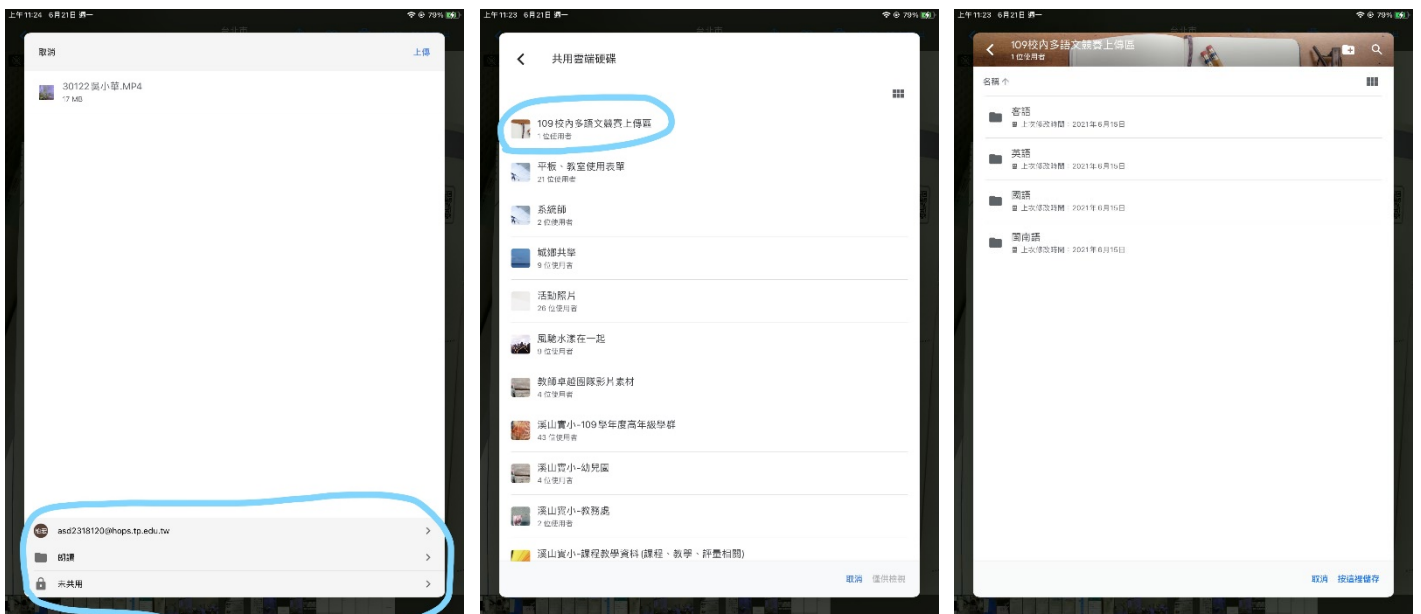 上午11:24 6月21日 週一
79%
取消
上傳
30122 吳小華.MP4
17 MB
asd2318120@hops.tp.edu.tw
朗讀
未共用
上午11:23 6月21日 週一
79%
共用雲端硬碟
109校內多語文競賽上傳區
1 位使用者
平板、教室使用表單
21 位使用者
系統師
2 位使用者
9 位使用者
活動照片
26 位使用者
風馳水漾在一起
9 位使用者
教師卓越團隊影片素材
4 位使用者
溪山實小-109學年度高年級學群
43 位使用者
溪山實小-幼兒園
4 位使用者
溪山實小-教務處
7 位使用者
溪山實小-課程教學資料(課程、教學、評量相關)
取消 僅供檢視
上午11:23 6月21日 週一
79%
109校內多語文競賽上傳區
1 位使用者
名稱 ↑
客語
上次修改時間：2021年6月15日
英語
上次修改時間：2021年6月15日
國語
上次修改時間：2021年6月15日
閩南語
上次修改時間：2021年6月15日
取消 按這裡儲存